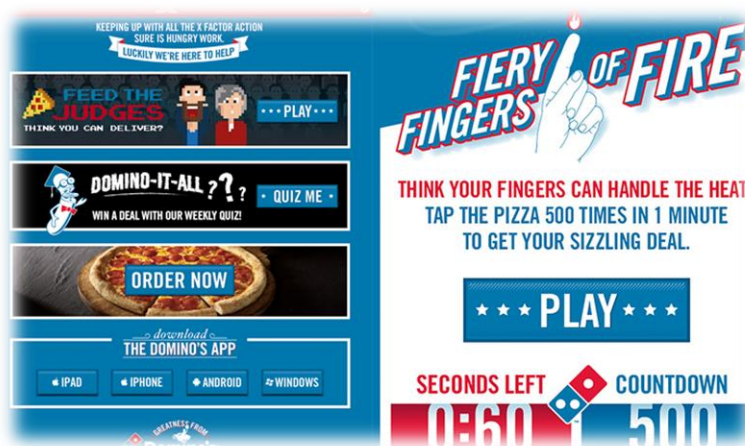 KEEPING UP WITH ALL THE X FACTOR ACTION
SURE IS HUNGRY WORK.
LUCKILY WE'RE HERE TO HELP
FEED THE
JUDGES
THINK YOU CAN DELIVER?
PLAY
DOMINO-IT-ALL ???
WIN A DEAL WITH OUR WEEKLY QUIZ!
QUIZ ME
ORDER NOW
download
THE DOMINO'S APP
IPAD
IPHONE
ANDROID
WINDOWS
GREATNESS FROM
FIERY
FINGERS
OF FIRE
THINK YOUR FINGERS CAN HANDLE THE HEAT
TAP THE PIZZA 500 TIMES IN 1 MINUTE
TO GET YOUR SIZZLING DEAL.
PLAY
SECONDS LEFT
COUNTDOWN
0:60
500